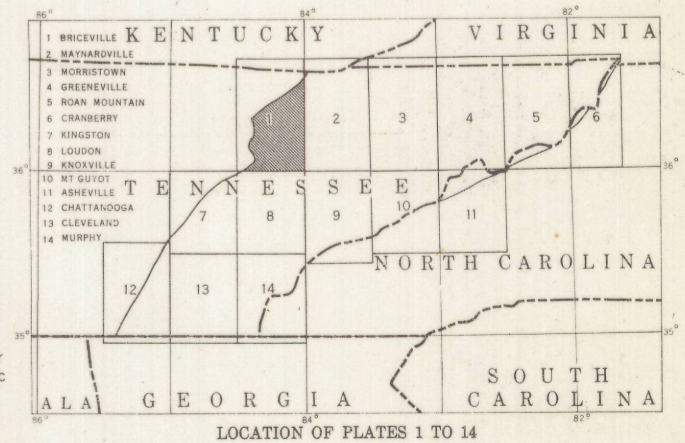 86° 84° 82°
KENTUCKY VIRGINIA
1 BRICEVILLE
2 MAYNARDVILLE
3 MORRISTOWN
4 GREENEVILLE
5 ROAN MOUNTAIN
6 CRANBERRY
7 KINGSTON
8 LOUDON
9 KNOXVILLE
10 MT GUYOT
11 ASHEVILLE
12 CHATTANOOGA
13 CLEVELAND
14 MURPHY
1 2 3 4 5 6
36° 36°
TENNESSEE
7 8 9 10 11
NORTH CAROLINA
12 13 14
35° 35°
ALA GEORGIA SOUTH
CAROLINA
86° 84° 82°
LOCATION OF PLATES 1 TO 14